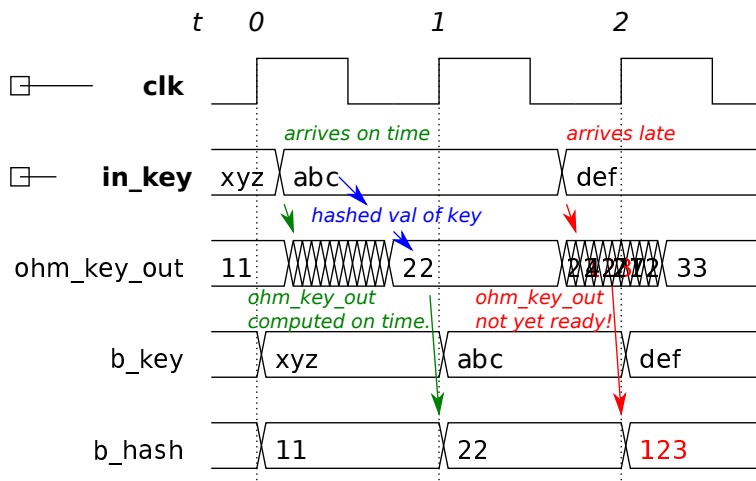 t 0 1 2
clk
arrives on time arrives late
in_key xyz abc def
hashed val of key
ohm_key_out 11 22 33
ohm_key_out ohm_key_out
computed on time. not yet ready!
b_key xyz abc def
b_hash 11 22 123